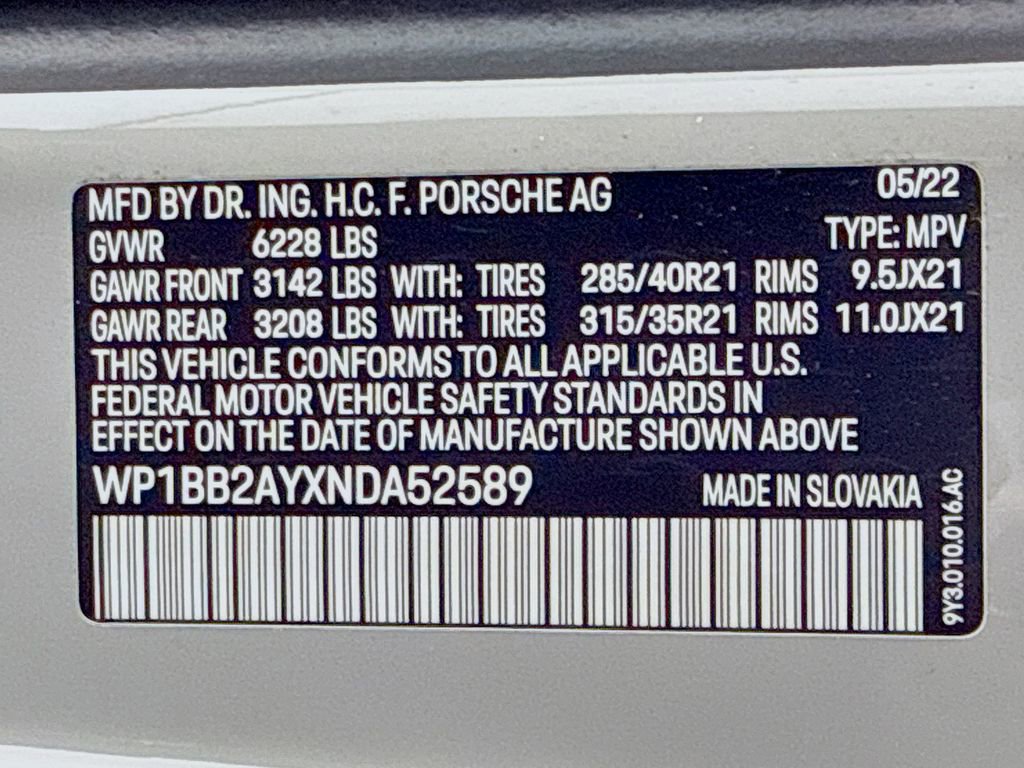 MFD BY DR. ING. H.C. F. PORSCHE AG 05/22
GVWR 6228 LBS TYPE: MPV
GAWR FRONT 3142 LBS WITH: TIRES 285/40R21 RIMS 9.5JX21
GAWR REAR 3208 LBS WITH: TIRES 315/35R21 RIMS 11.0JX21
THIS VEHICLE CONFORMS TO ALL APPLICABLE U.S.
FEDERAL MOTOR VEHICLE SAFETY STANDARDS IN
EFFECT ON THE DATE OF MANUFACTURE SHOWN ABOVE
WP1BB2AYXNDA52589 MADE IN SLOVAKIA
9Y3.010.016.AC